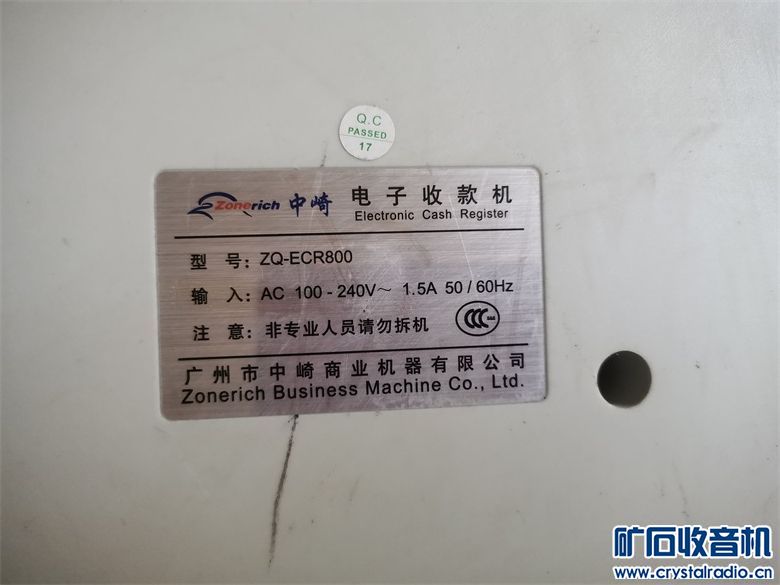 Q.C
PASSED
17
Zonerich 中崎 电子收款机
Electronic Cash Register
型 号: ZQ-ECR800
输 入: AC 100-240V～ 1.5A 50/60Hz
注 意: 非专业人员请勿拆机
广州市中崎商业机器有限公司
Zonerich Business Machine Co., Ltd.
矿石收音机
www.crystalradio.cn